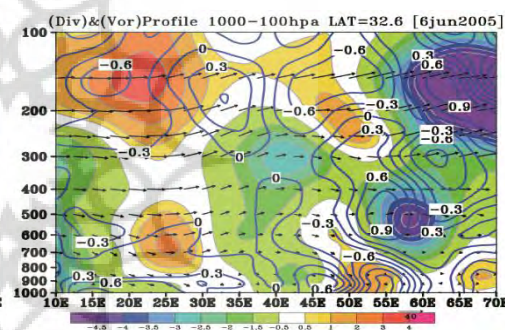 (Div)&(Vor)Profile 1000-100hpa LAT=32.6 [6jun2005]
100
200
300
400
500
600
700
800
900
1000
10E 15E 20E 25E 30E 35E 40E 45E 50E 55E 60E 65E 70E
-0.6 0 0.3 -0.6 0.3 0.6
-0.6 -0.3 0 0.3 0.9 -0.3 -0.6
-0.3 0 0 0.6
-0.3 0 -0.3 0.9 -0.3 0.3
0.3 0.6 -0.3 0 0.6 -0.6
-4.5 -4 -3.5 -3 -2.5 -2 -1.5 -0.5 0.5 1 2 3 4
40